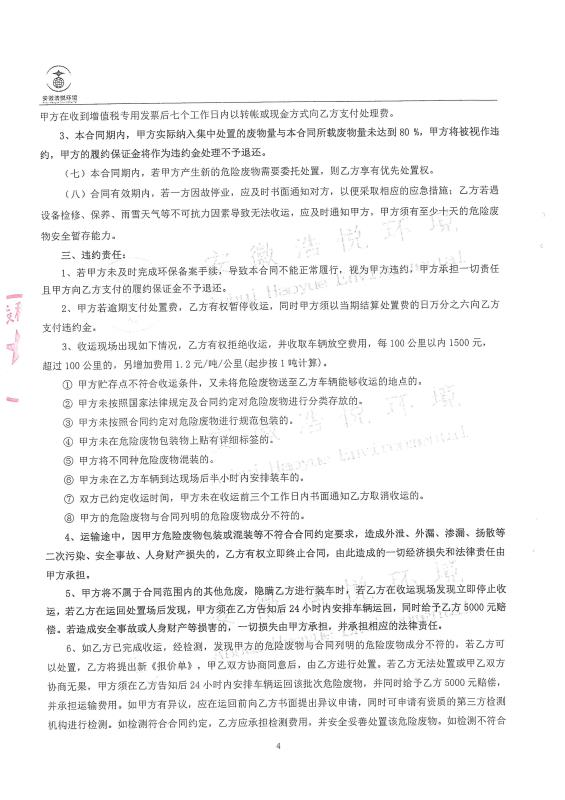 安徽浩悦环境
甲方在收到增值税专用发票后七个工作日内以转帐或现金方式向乙方支付处理费。
3、本合同期内，甲方实际纳入集中处置的废物量与本合同所载废物量未达到 80 %，甲方将被视作违
约，甲方的履约保证金将作为违约金处理不予退还。
（七）本合同期内，若甲方产生新的危险废物需要委托处置，则乙方享有优先处置权。
（八）合同有效期内，若一方因故停业，应及时书面通知对方，以便采取相应的应急措施；乙方若遇
设备检修、保养、雨雪天气等不可抗力因素导致无法收运，应及时通知甲方，甲方须有至少十天的危险废
物安全暂存能力。
三、违约责任：
1、若甲方未及时完成环保备案手续，导致本合同不能正常履行，视为甲方违约，甲方承担一切责任
且甲方向乙方支付的履约保证金不予退还。
2、甲方若逾期支付处置费，乙方有权暂停收运，同时甲方须以当期结算处置费的日万分之六向乙方
支付违约金。
3、收运现场出现如下情况，乙方有权拒绝收运，并收取车辆放空费用，每 100 公里以内 1500 元，
超过 100 公里的，另增加费用 1.2 元/吨/公里(起步按 1 吨计算)。
① 甲方贮存点不符合收运条件，又未将危险废物送至乙方车辆能够收运的地点的。
② 甲方未按照国家法律规定及合同约定对危险废物进行分类存放的。
③ 甲方未按照合同约定对危险废物进行规范包装的。
④ 甲方未在危险废物包装物上贴有详细标签的。
⑤ 甲方将不同种危险废物混装的。
⑥ 甲方未在乙方车辆到达现场后半小时内安排装车的。
⑦ 双方已约定收运时间，甲方未在收运前三个工作日内书面通知乙方取消收运的。
⑧ 甲方的危险废物与合同列明的危险废物成分不符的。
4、运输途中，因甲方危险废物包装或混装等不符合合同约定要求，造成外泄、外漏、渗漏、扬散等
二次污染、安全事故、人身财产损失的，乙方有权立即终止合同，由此造成的一切经济损失和法律责任由
甲方承担。
5、甲方将不属于合同范围内的其他危废，隐瞒乙方进行装车时，若乙方在收运现场发现立即停止收
运，若乙方在运回处置场后发现，甲方须在乙方告知后 24 小时内安排车辆运回，同时给予乙方 5000 元赔
偿。若造成安全事故或人身财产等损害的，一切损失由甲方承担，并承担相应的法律责任。
6、如乙方已完成收运，经检测，发现甲方的危险废物与合同列明的危险废物成分不符的，若乙方可
以处置，乙方将提出新《报价单》，甲乙双方协商同意后，由乙方进行处置。若乙方无法处置或甲乙双方
协商无果，甲方须在乙方告知后 24 小时内安排车辆运回该批次危险废物，并同时给予乙方 5000 元赔偿，
并承担运输费用。如甲方有异议，应在运回前向乙方书面提出异议申请，同时可申请有资质的第三方检测
机构进行检测。如检测符合合同约定，乙方应承担检测费用，并安全妥善处置该危险废物。如检测不符合
4
安徽浩悦环境
Anhui Haoyue Environmental
安徽浩悦环境
Anhui Haoyue Environmental
安徽浩悦环境
Anhui Haoyue Environmental